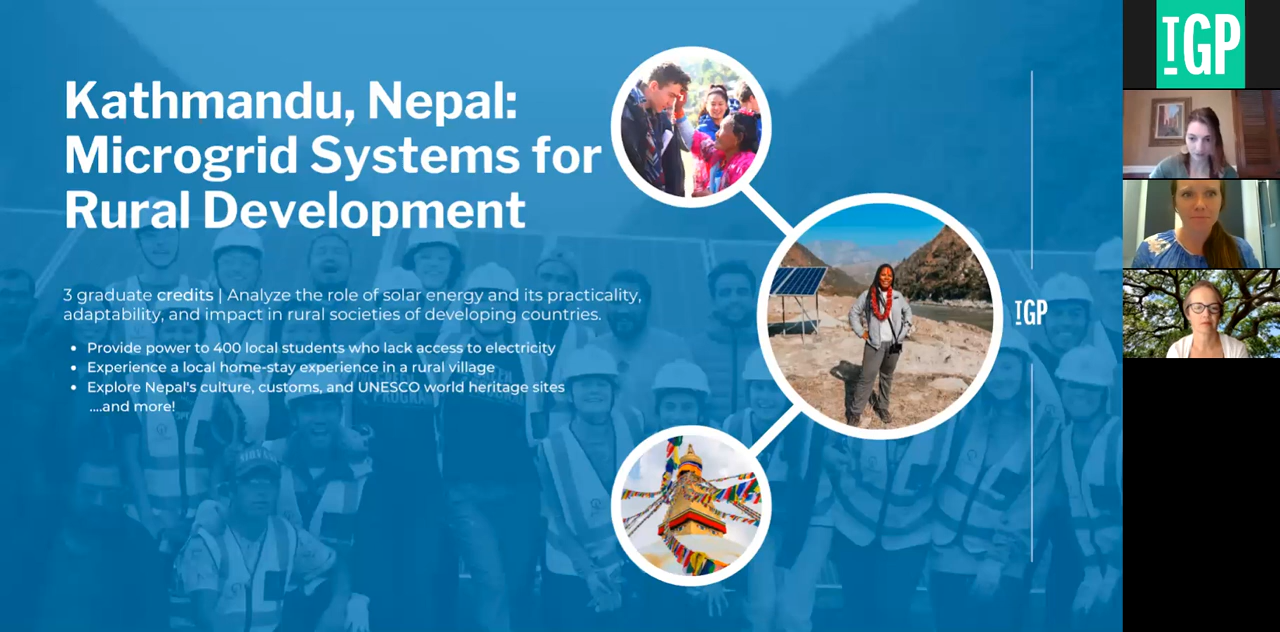 Kathmandu, Nepal:
Microgrid Systems for
Rural Development
3 graduate credits | Analyze the role of solar energy and its practicality,
adaptability, and impact in rural societies of developing countries.
• Provide power to 400 local students who lack access to electricity
• Experience a local home-stay experience in a rural village
• Explore Nepal's culture, customs, and UNESCO world heritage sites
....and more!
TGP
TGP